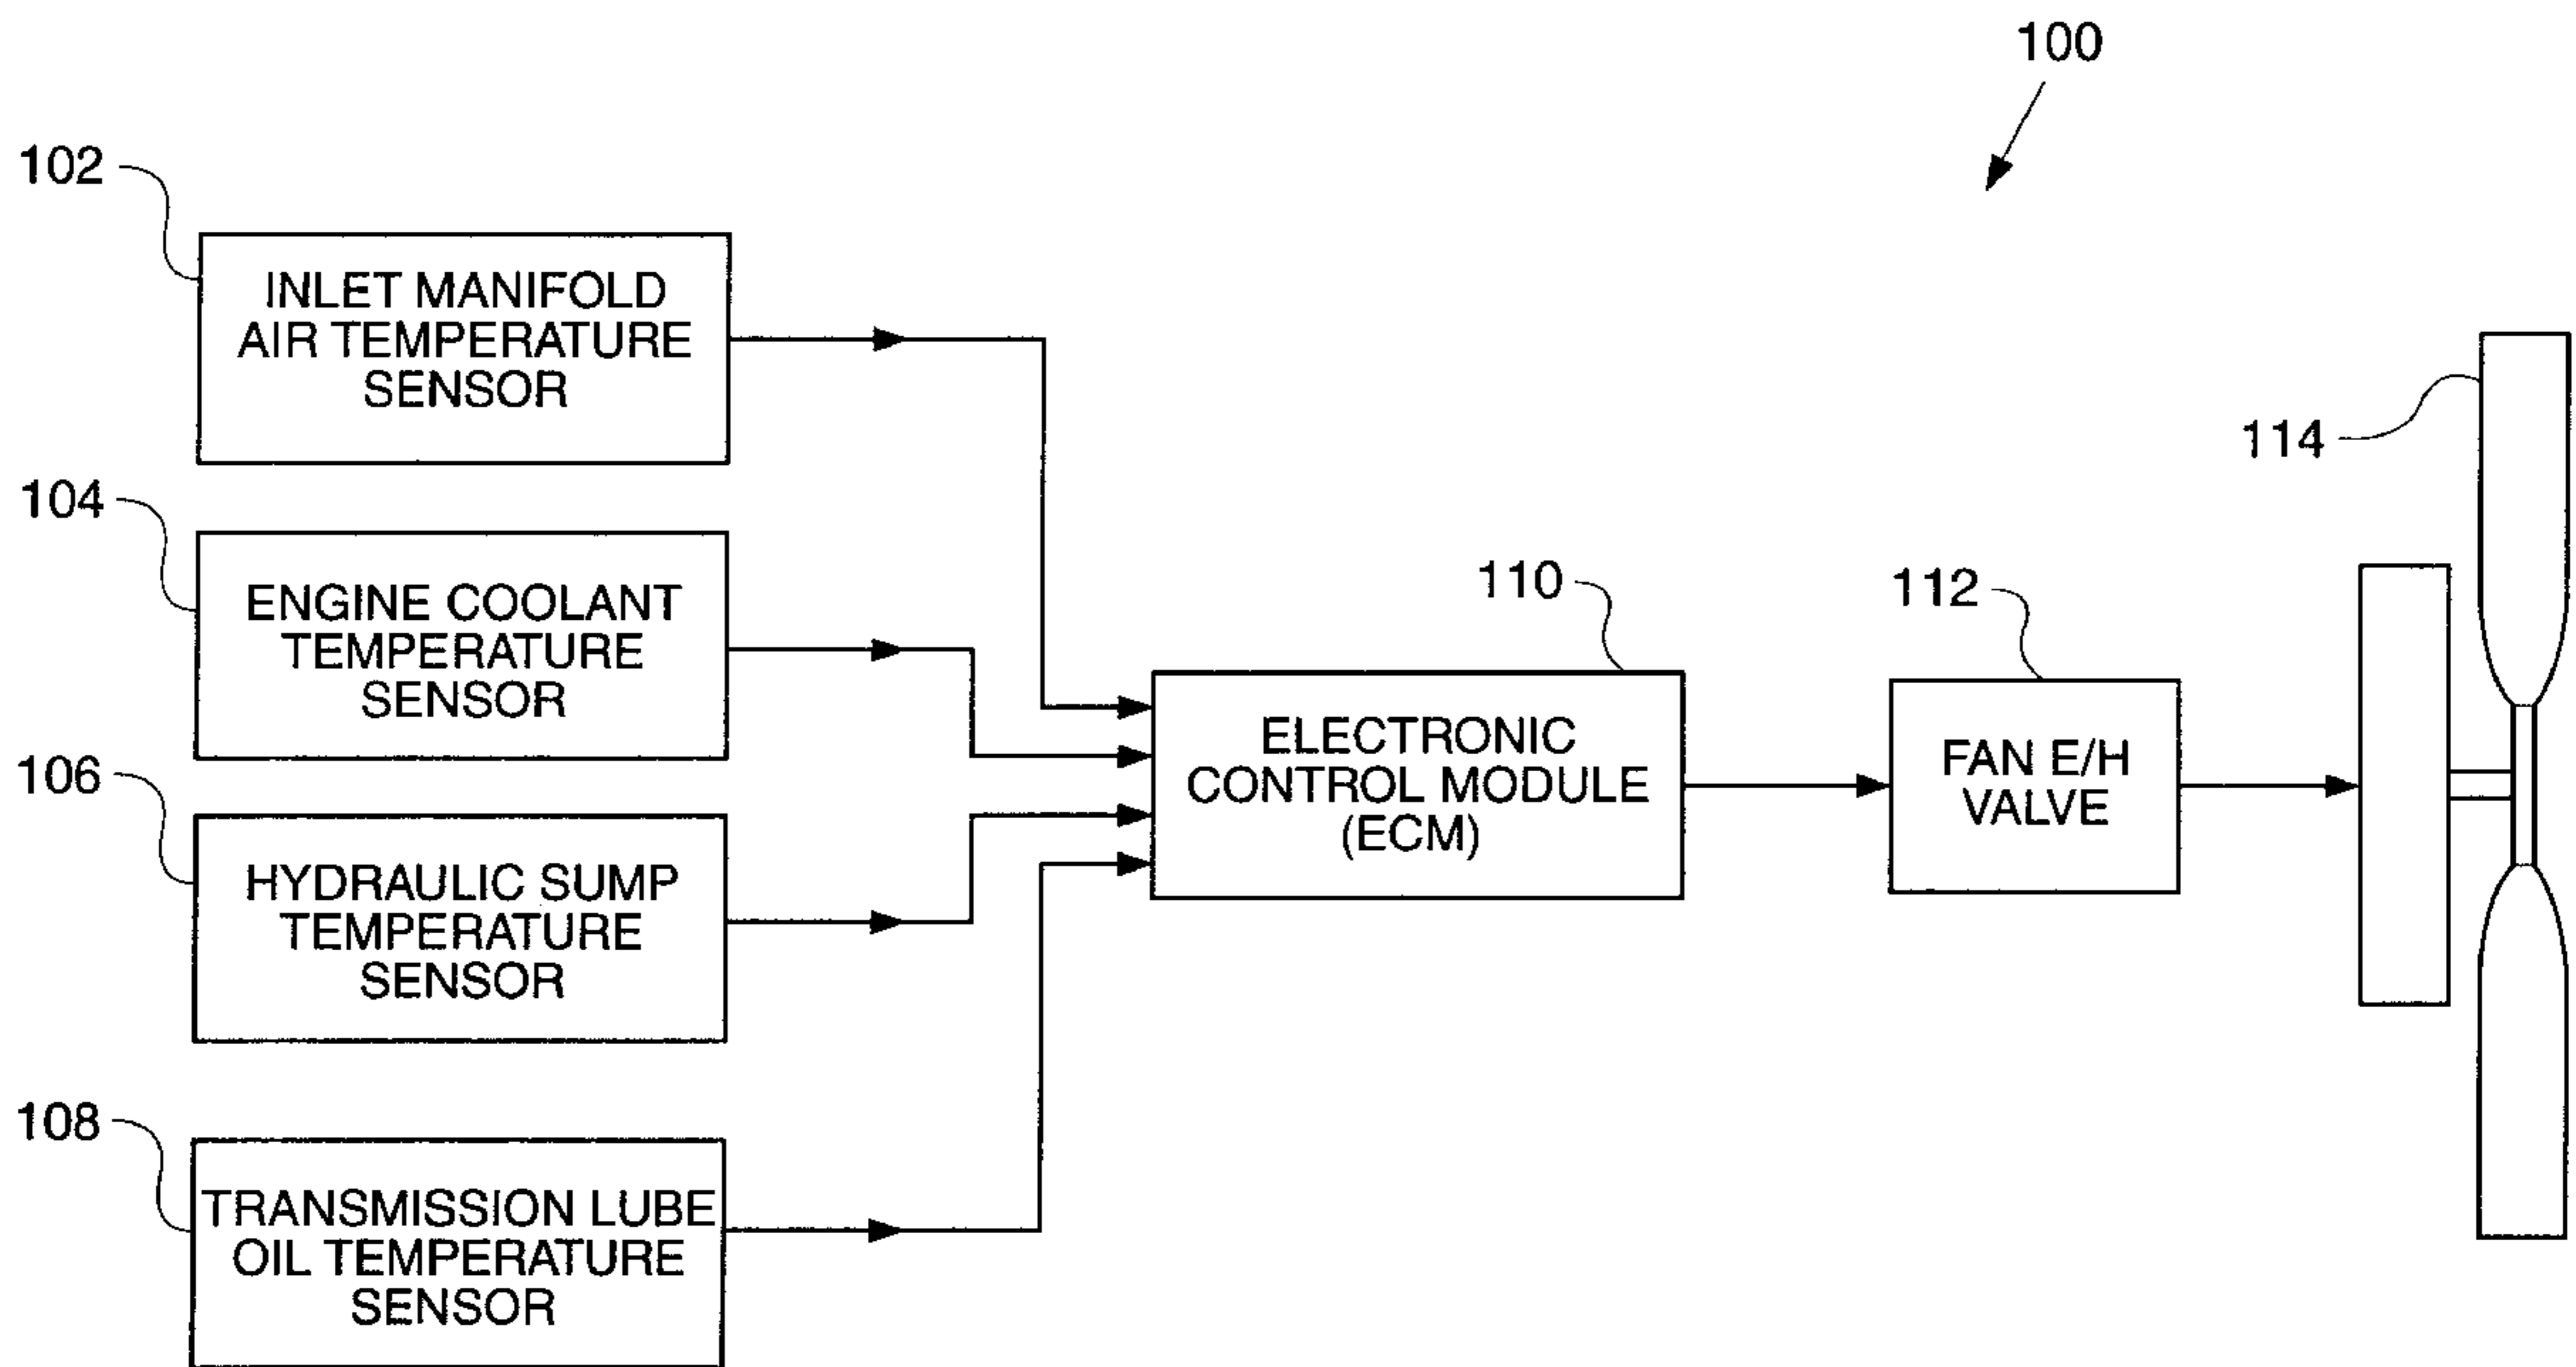 100
102
INLET MANIFOLD
AIR TEMPERATURE
SENSOR
104
ENGINE COOLANT
TEMPERATURE
SENSOR
106
HYDRAULIC SUMP
TEMPERATURE
SENSOR
108
TRANSMISSION LUBE
OIL TEMPERATURE
SENSOR
110
ELECTRONIC
CONTROL MODULE
(ECM)
112
FAN E/H
VALVE
114